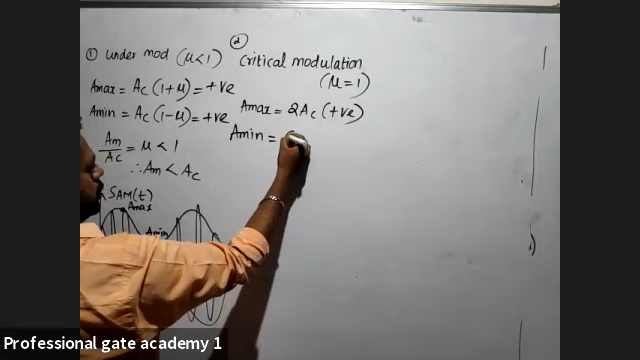 ① under mod (μ<1)
Amax = Ac(1+μ) = +ve
Amin = Ac(1-μ) = +ve
Am/Ac = μ < 1
∴ Am < Ac
SAM(t)
Amax
Amin
②
critical modulation
(μ=1)
Amax = 2Ac (+ve)
Amin =
Professional gate academy 1